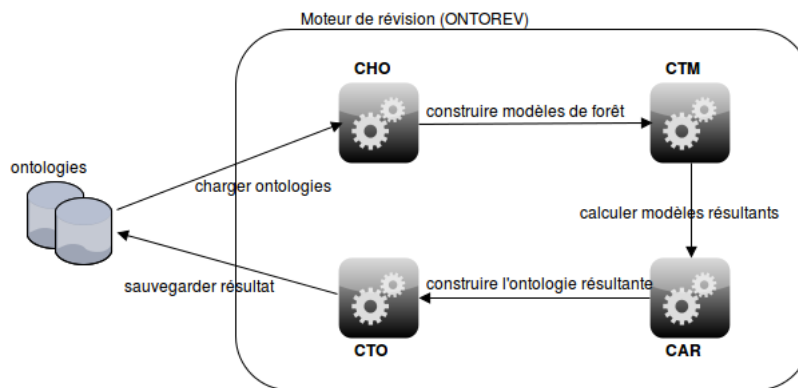 Moteur de révision (ONTOREV)
CHO
CTM
construire modèles de forêt
ontologies
charger ontologies
calculer modèles résultants
sauvegarder résultat
construire l'ontologie résultante
CTO
CAR